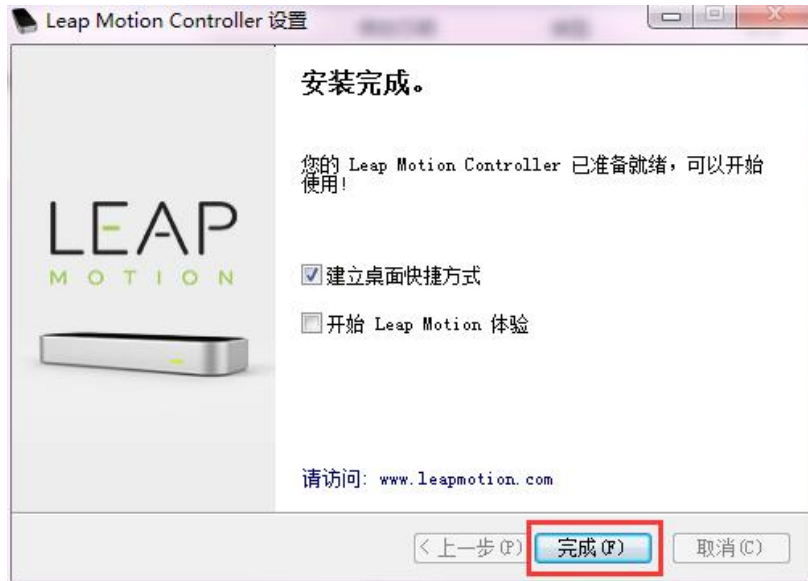 Leap Motion Controller 设置
安装完成。
您的 Leap Motion Controller 已准备就绪，可以开始
使用!
LEAP
MOTION
建立桌面快捷方式
开始 Leap Motion 体验
请访问: www.leapmotion.com
<上一步(P)
完成(F)
取消(C)